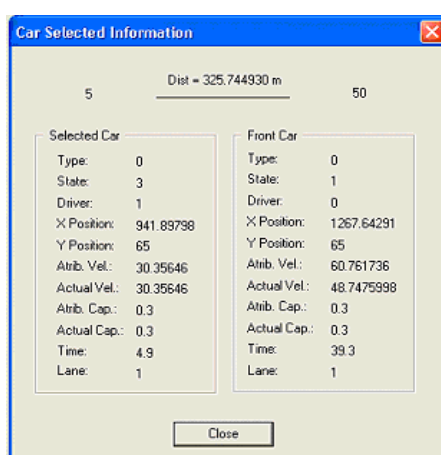 Car Selected Information
Dist = 325.744930 m
5 50
Selected Car
Type: 0
State: 3
Driver: 1
X Position: 941.89798
Y Position: 65
Atrib. Vel.: 30.35646
Actual Vel.: 30.35646
Atrib. Cap.: 0.3
Actual Cap.: 0.3
Time: 4.9
Lane: 1
Front Car
Type: 0
State: 1
Driver: 0
X Position: 1267.64291
Y Position: 65
Atrib. Vel.: 60.761736
Actual Vel.: 48.7475998
Atrib. Cap.: 0.3
Actual Cap.: 0.3
Time: 39.3
Lane: 1
Close